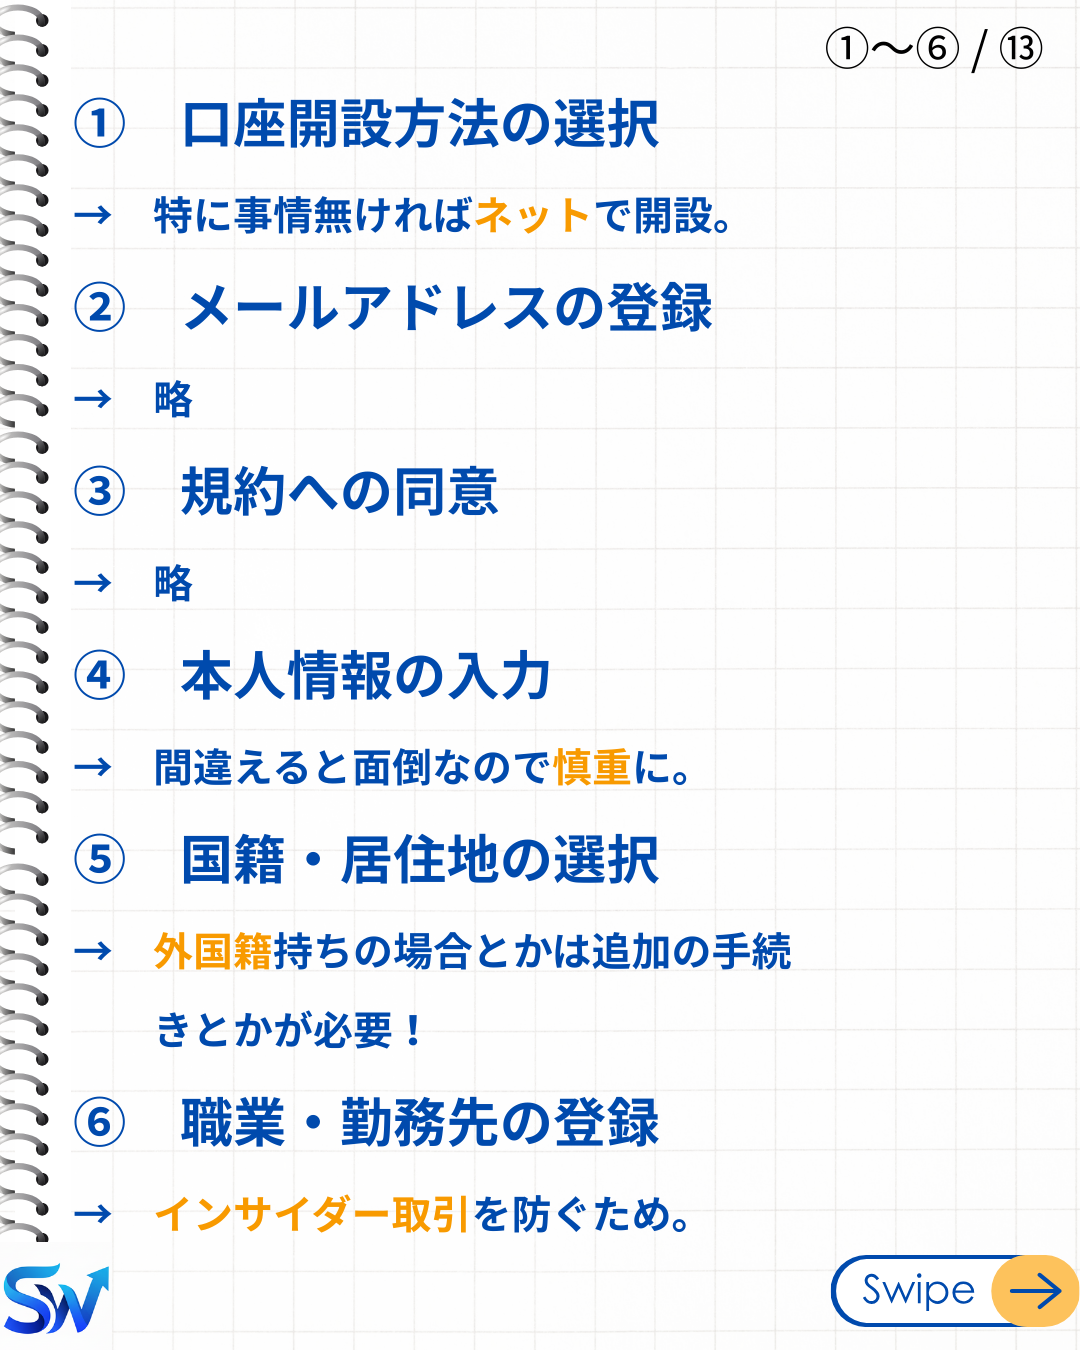 ①〜⑥ / ⑬
① 口座開設方法の選択
→ 特に事情無ければネットで開設。
② メールアドレスの登録
→ 略
③ 規約への同意
→ 略
④ 本人情報の入力
→ 間違えると面倒なので慎重に。
⑤ 国籍・居住地の選択
→ 外国籍持ちの場合とかは追加の手続
きとかが必要！
⑥ 職業・勤務先の登録
→ インサイダー取引を防ぐため。
SW
Swipe →